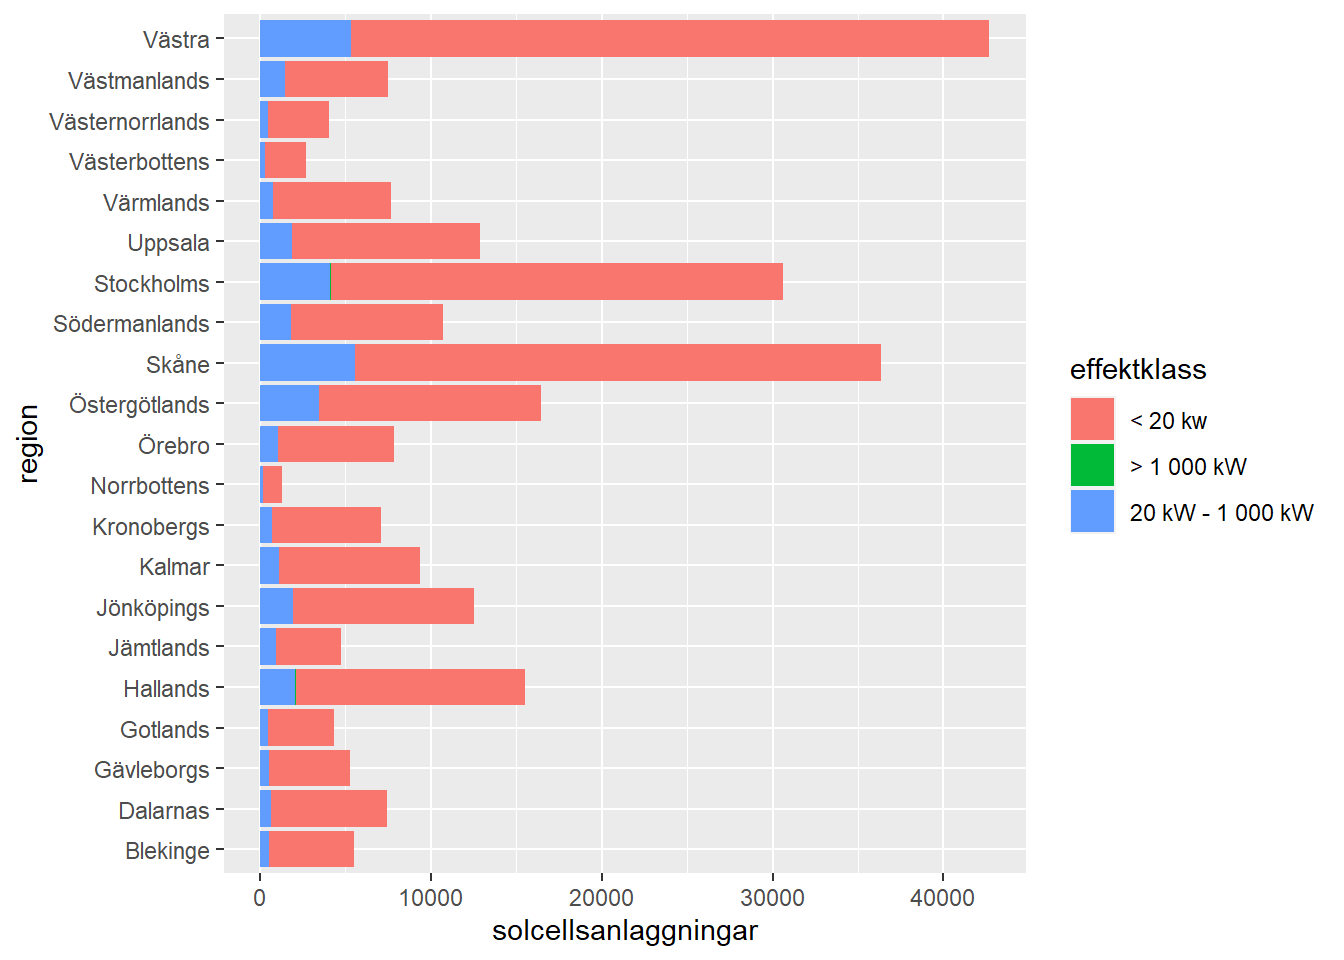 Västra
Västmanlands
Västernorrlands
Västerbottens
Värmlands
Uppsala
Stockholms
Södermanlands
Skåne
Östergötlands
Örebro
Norrbottens
Kronobergs
Kalmar
Jönköpings
Jämtlands
Hallands
Gotlands
Gävleborgs
Dalarnas
Blekinge
region
0 10000 20000 30000 40000
solcellsanlaggningar
effektklass
< 20 kw
> 1 000 kW
20 kW - 1 000 kW